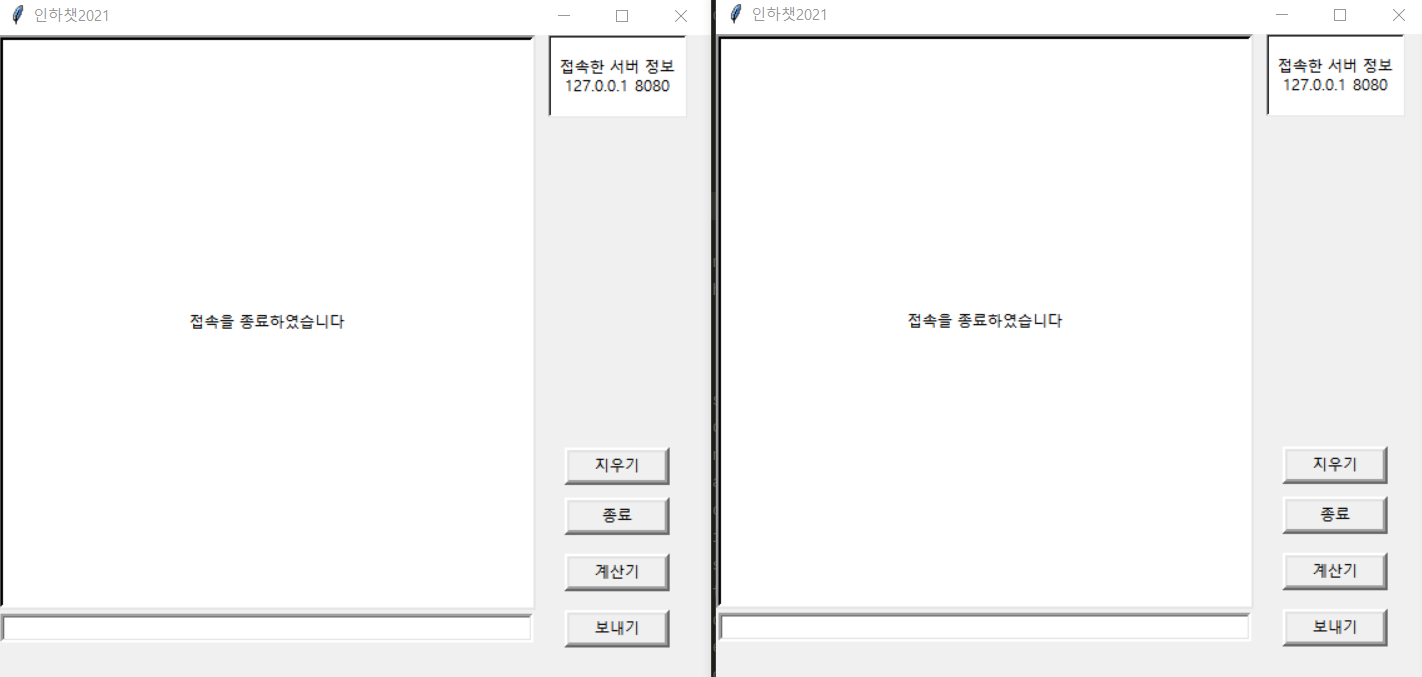 인하챗2021
접속한 서버 정보
127.0.0.1 8080
접속을 종료하였습니다
지우기
종료
계산기
보내기
인하챗2021
접속한 서버 정보
127.0.0.1 8080
접속을 종료하였습니다
지우기
종료
계산기
보내기